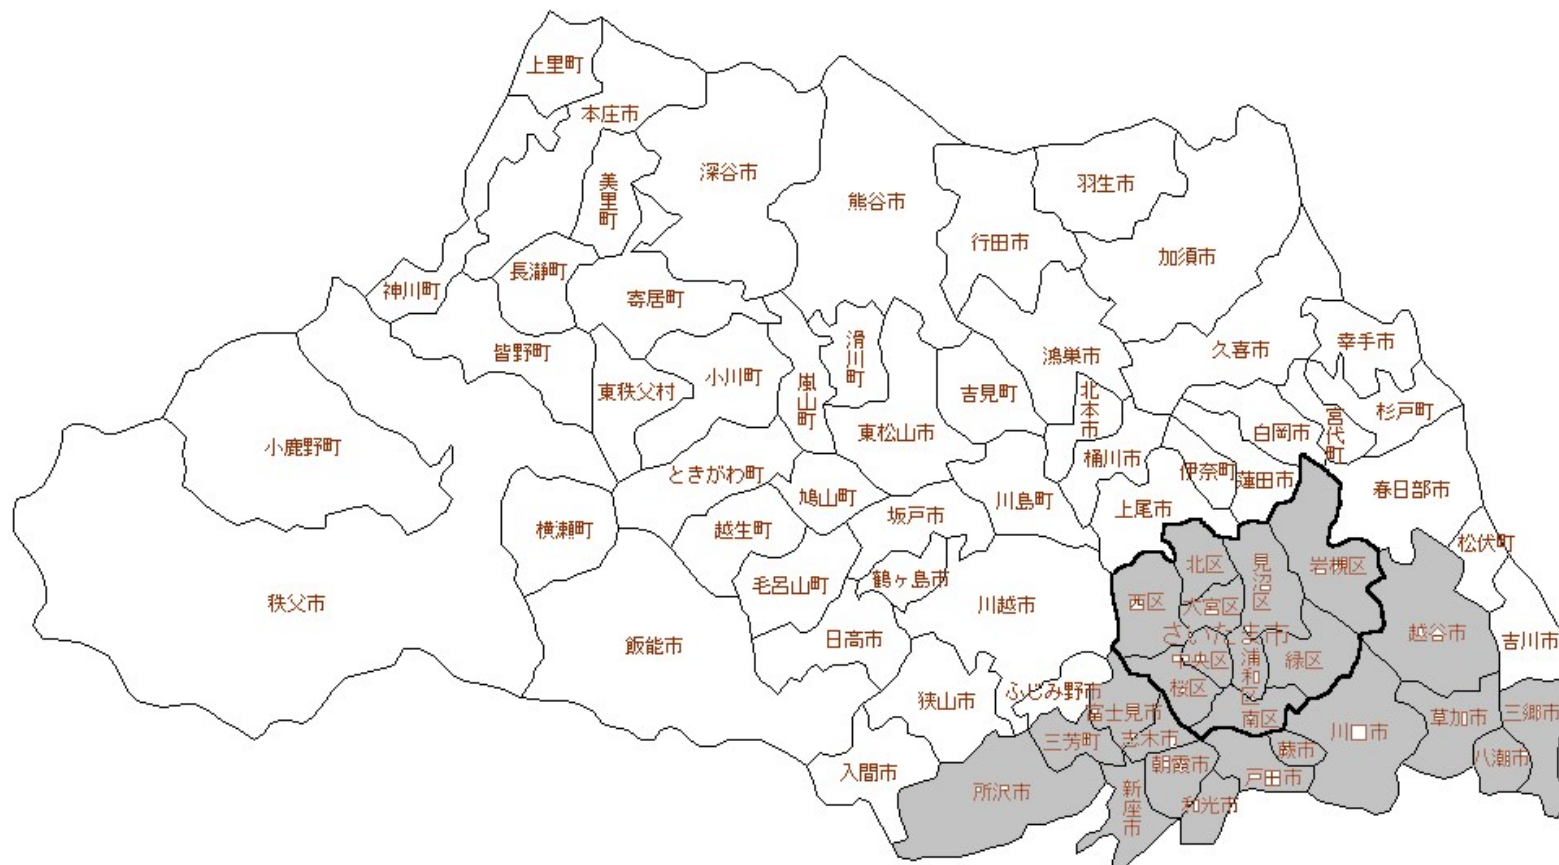 上里町
本庄市
美里町
深谷市
熊谷市
羽生市
行田市
加須市
長瀞町
神川町
寄居町
皆野町
滑川町
鴻巣市
久喜市
幸手市
東秩父村
小川町
嵐山町
吉見町
北本市
杉戸町
宮代町
白岡市
東松山市
小鹿野町
ときがわ町
鳩山町
川島町
桶川市
伊奈町
蓮田市
春日部市
上尾市
坂戸市
横瀬町
越生町
松伏町
毛呂山町
鶴ヶ島市
北区
見沼区
岩槻区
秩父市
川越市
西区
大宮区
さいたま市
越谷市
吉川市
飯能市
日高市
中央区
浦和区
緑区
狭山市
ふじみ野市
桜区
南区
富士見市
三芳町
志木市
川口市
草加市
三郷市
入間市
朝霞市
蕨市
戸田市
八潮市
所沢市
新座市
和光市